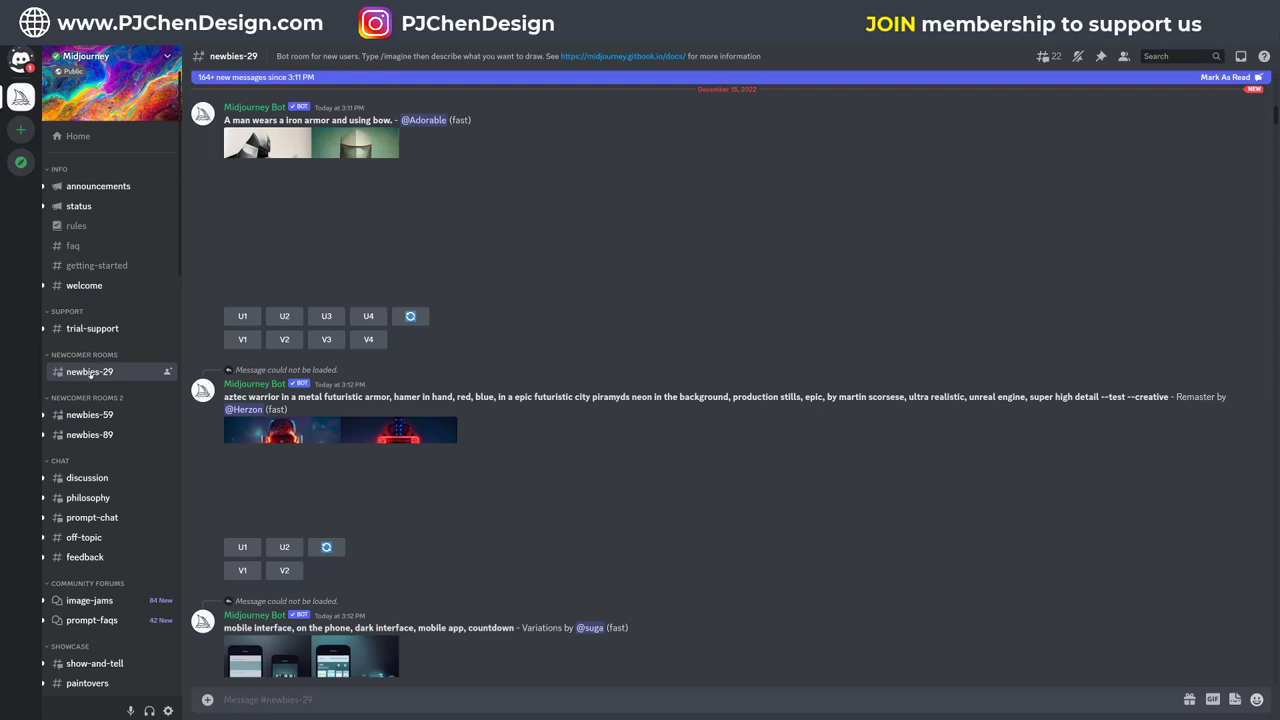 www.PJChenDesign.com
PJChenDesign
JOIN membership to support us
Midjourney
Public
1
Home
INFO
announcements
status
rules
faq
getting-started
welcome
SUPPORT
trial-support
NEWCOMER ROOMS
newbies-29
NEWCOMER ROOMS 2
newbies-59
newbies-89
CHAT
discussion
philosophy
prompt-chat
off-topic
feedback
COMMUNITY FORUMS
image-jams 84 New
prompt-faqs 42 New
SHOWCASE
show-and-tell
paintovers
newbies-29 Bot room for new users. Type /imagine then describe what you want to draw. See https://midjourney.gitbook.io/docs/ for more information
22
Search
164+ new messages since 3:11 PM Mark As Read
December 15, 2022 NEW
Midjourney Bot BOT Today at 3:11 PM
A man wears a iron armor and using bow. - @Adorable (fast)
U1 U2 U3 U4
V1 V2 V3 V4
Message could not be loaded.
Midjourney Bot BOT Today at 3:12 PM
aztec warrior in a metal futuristic armor, hamer in hand, red, blue, in a epic futuristic city piramyds neon in the background, production stills, epic, by martin scorsese, ultra realistic, unreal engine, super high detail --test --creative - Remaster by
@Herzon (fast)
U1 U2
V1 V2
Message could not be loaded.
Midjourney Bot BOT Today at 3:12 PM
mobile interface, on the phone, dark interface, mobile app, countdown - Variations by @suga (fast)
Message #newbies-29
GIF